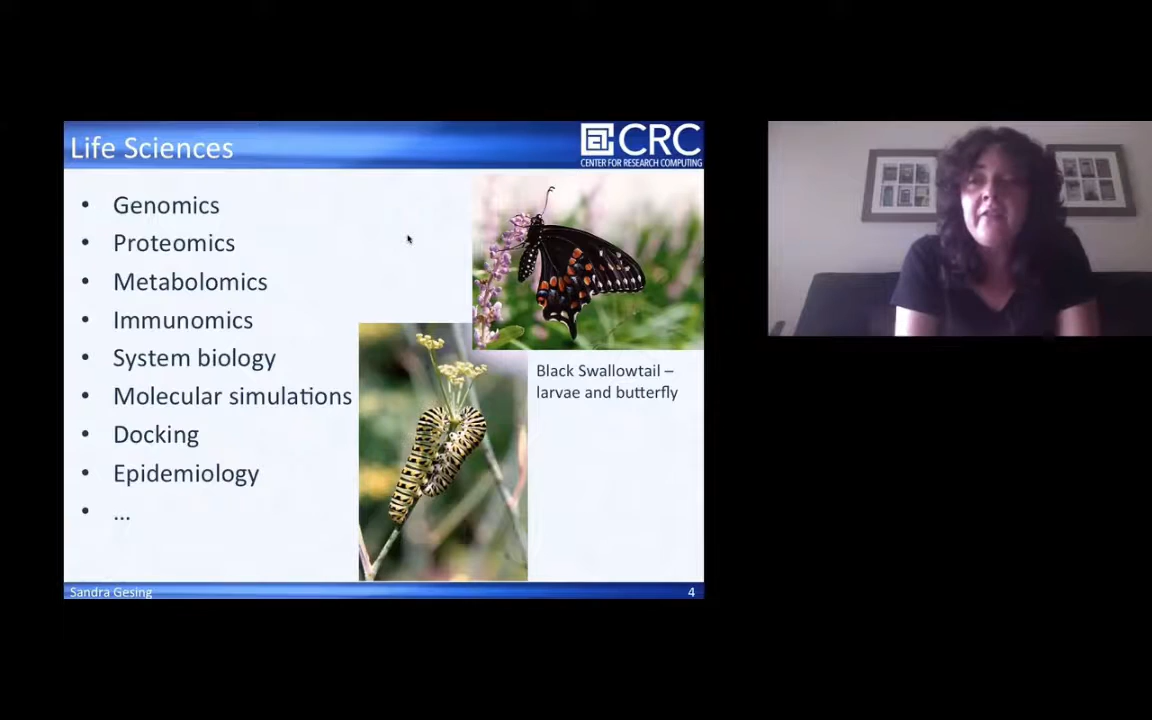 Life Sciences
CRC
CENTER FOR RESEARCH COMPUTING
• Genomics
• Proteomics
• Metabolomics
• Immunomics
• System biology
• Molecular simulations
• Docking
• Epidemiology
• ...
Black Swallowtail –
larvae and butterfly
Sandra Gesing
4